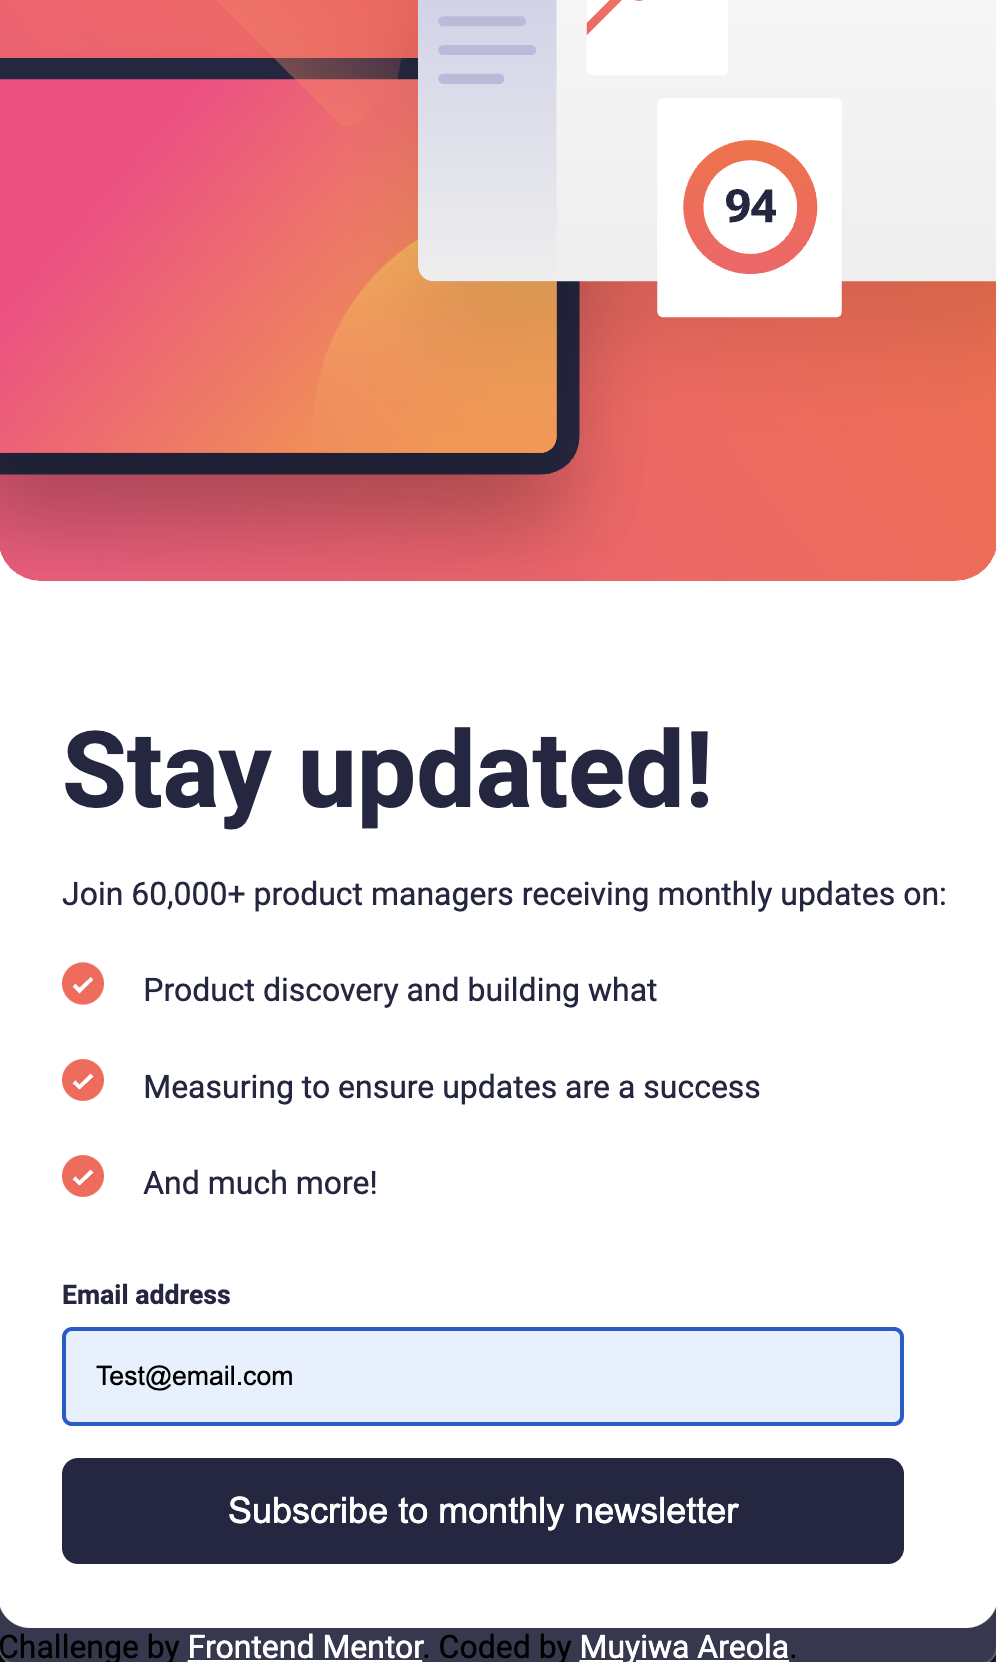 94
Stay updated!
Join 60,000+ product managers receiving monthly updates on:
Product discovery and building what
Measuring to ensure updates are a success
And much more!
Email address
Test@email.com
Subscribe to monthly newsletter
Challenge by Frontend Mentor. Coded by Muyiwa Areola.